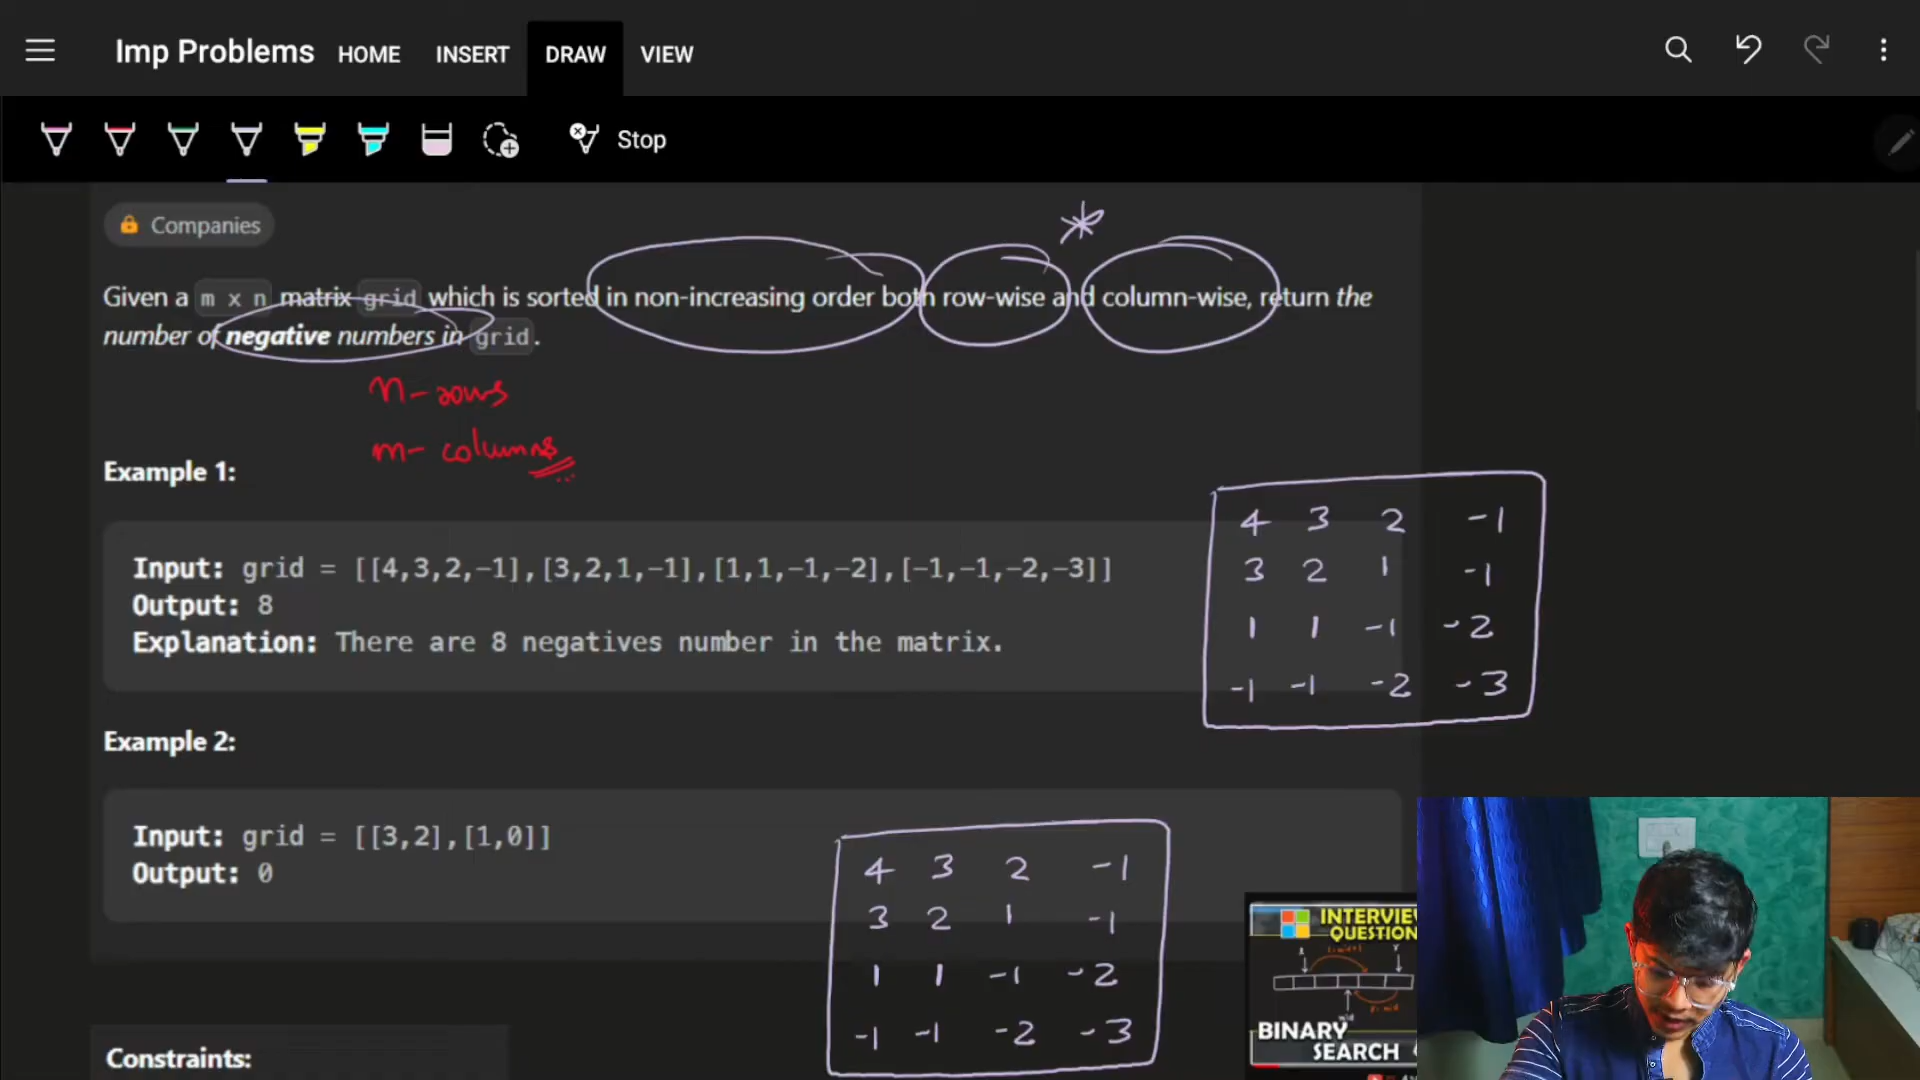 Imp Problems HOME INSERT DRAW VIEW
Stop
Companies
Given a m x n matrix grid which is sorted in non-increasing order both row-wise and column-wise, return the
number of negative numbers in grid.
n - rows
m - columns
Example 1:
Input: grid = [[4,3,2,-1],[3,2,1,-1],[1,1,-1,-2],[-1,-1,-2,-3]]
Output: 8
Explanation: There are 8 negatives number in the matrix.
4 3 2 -1
3 2 1 -1
1 1 -1 -2
-1 -1 -2 -3
Example 2:
Input: grid = [[3,2],[1,0]]
Output: 0
4 3 2 -1
3 2 1 -1
1 1 -1 -2
-1 -1 -2 -3
INTERVIEW
QUESTION
mid
BINARY
SEARCH
Constraints: